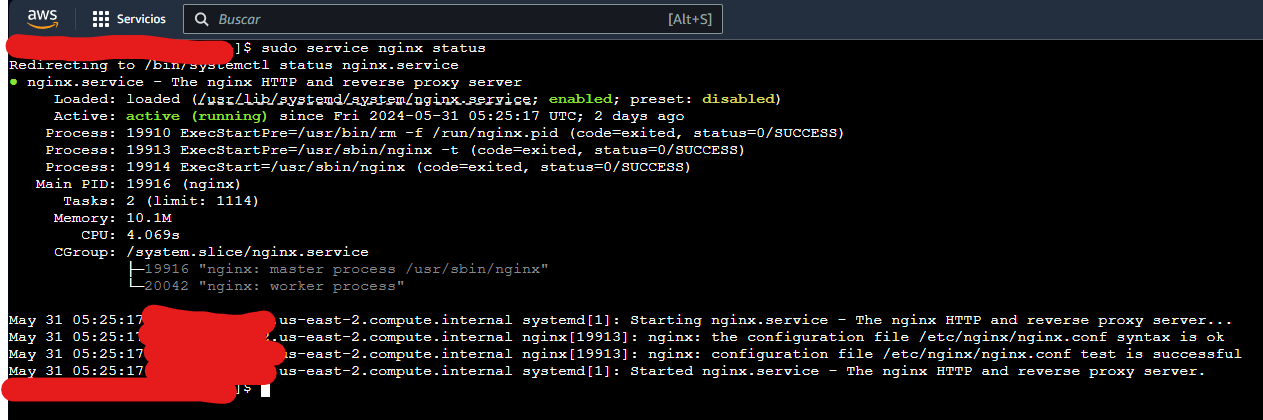 aws Servicios Buscar [Alt+S]
]$ sudo service nginx status
Redirecting to /bin/systemctl status nginx.service
● nginx.service - The nginx HTTP and reverse proxy server
Loaded: loaded (/usr/lib/systemd/system/nginx.service; enabled; preset: disabled)
Active: active (running) since Fri 2024-05-31 05:25:17 UTC; 2 days ago
Process: 19910 ExecStartPre=/usr/bin/rm -f /run/nginx.pid (code=exited, status=0/SUCCESS)
Process: 19913 ExecStartPre=/usr/sbin/nginx -t (code=exited, status=0/SUCCESS)
Process: 19914 ExecStart=/usr/sbin/nginx (code=exited, status=0/SUCCESS)
Main PID: 19916 (nginx)
Tasks: 2 (limit: 1114)
Memory: 10.1M
CPU: 4.069s
CGroup: /system.slice/nginx.service
├─19916 "nginx: master process /usr/sbin/nginx"
└─20042 "nginx: worker process"
May 31 05:25:17 .us-east-2.compute.internal systemd[1]: Starting nginx.service - The nginx HTTP and reverse proxy server...
May 31 05:25:17 .us-east-2.compute.internal nginx[19913]: nginx: the configuration file /etc/nginx/nginx.conf syntax is ok
May 31 05:25:17 .us-east-2.compute.internal nginx[19913]: nginx: configuration file /etc/nginx/nginx.conf test is successful
May 31 05:25:17 .us-east-2.compute.internal systemd[1]: Started nginx.service - The nginx HTTP and reverse proxy server.
]$